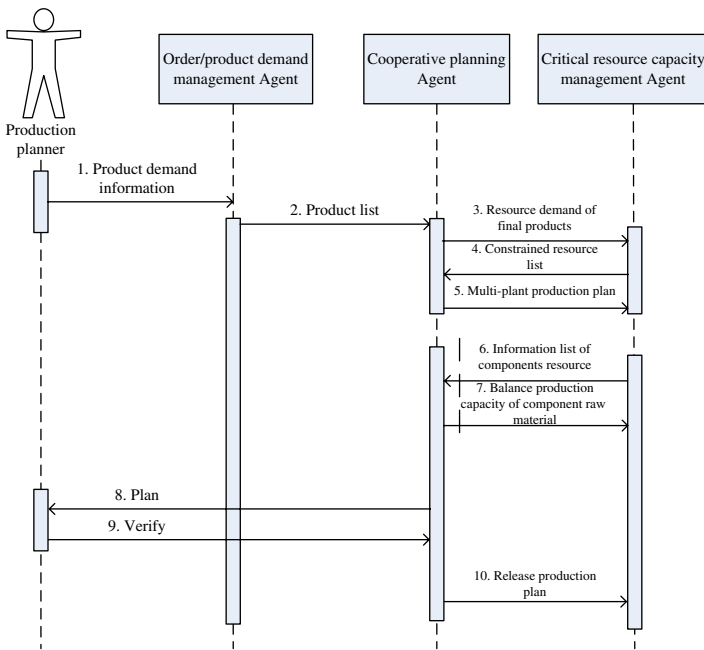 Order/product demand
management Agent
Cooperative planning
Agent
Critical resource capacity
management Agent
Production
planner
1. Product demand
information
2. Product list
3. Resource demand of
final products
4. Constrained resource
list
5. Multi-plant production plan
6. Information list of
components resource
7. Balance production
capacity of component raw
material
8. Plan
9. Verify
10. Release production
plan